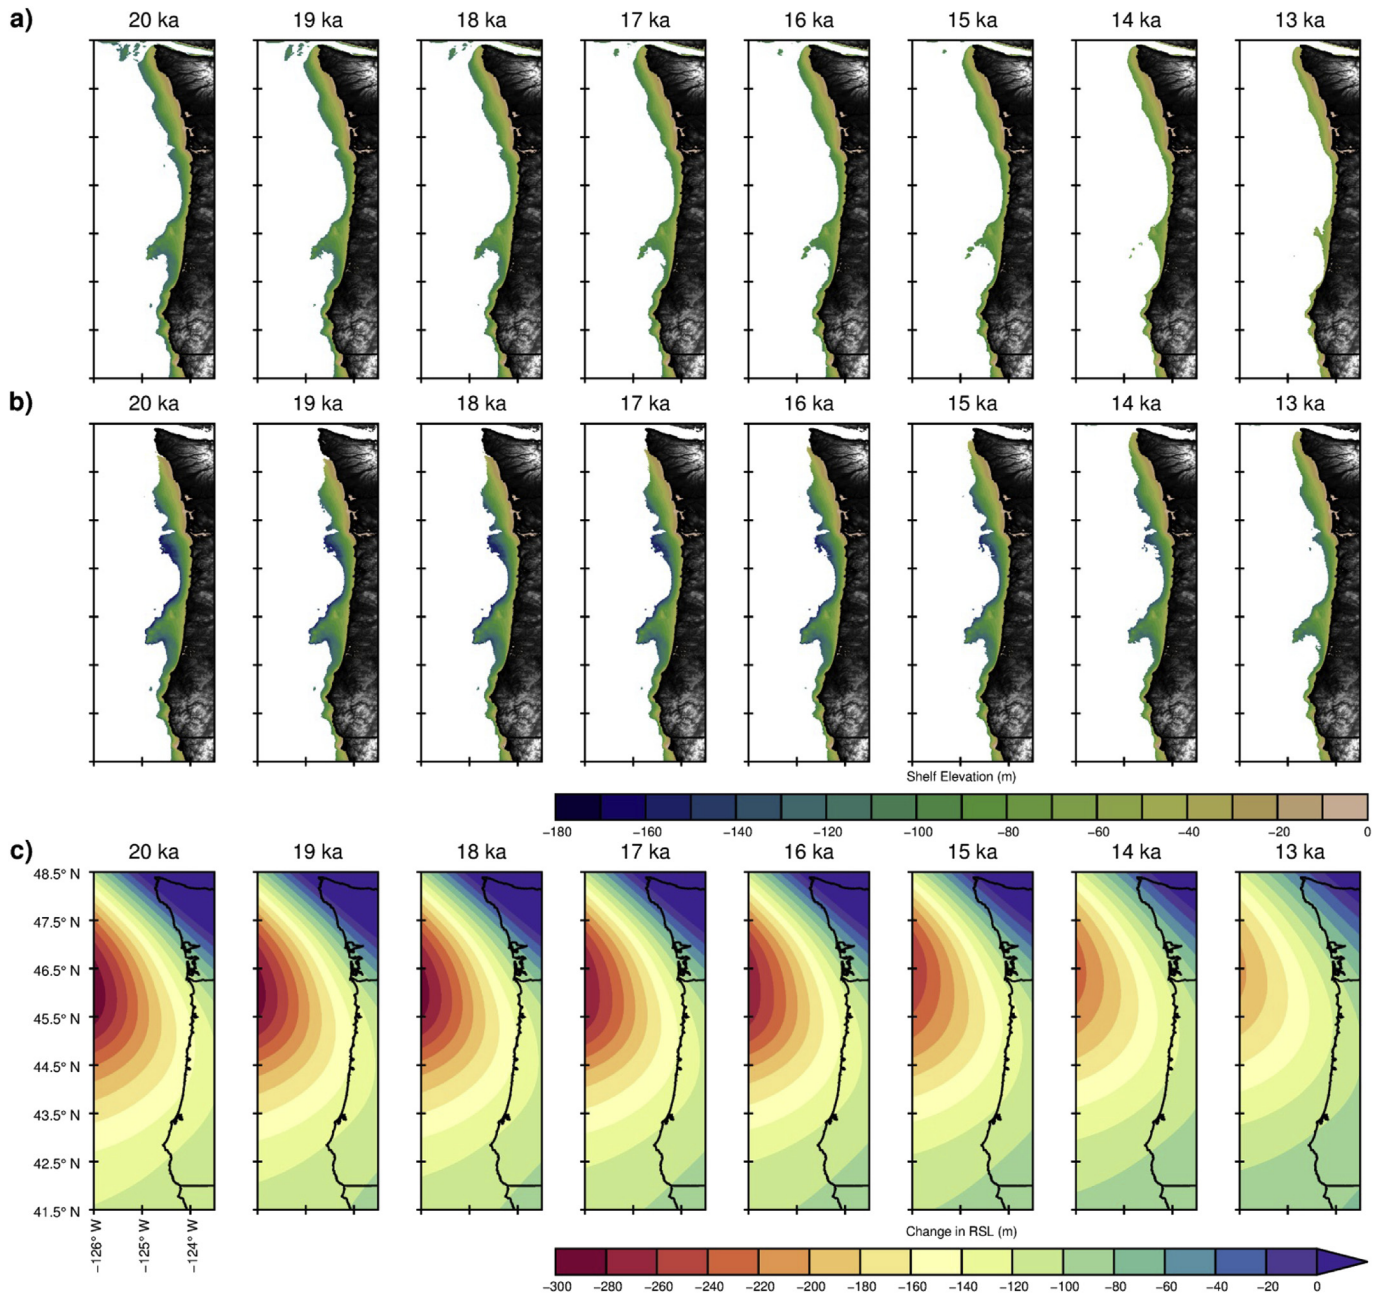 a) 20 ka 19 ka 18 ka 17 ka 16 ka 15 ka 14 ka 13 ka
b) 20 ka 19 ka 18 ka 17 ka 16 ka 15 ka 14 ka 13 ka
Shelf Elevation (m)
−180 −160 −140 −120 −100 −80 −60 −40 −20 0
c) 20 ka 19 ka 18 ka 17 ka 16 ka 15 ka 14 ka 13 ka
48.5° N
47.5° N
46.5° N
45.5° N
44.5° N
43.5° N
42.5° N
41.5° N
−126° W −125° W −124° W
Change in RSL (m)
−300 −280 −260 −240 −220 −200 −180 −160 −140 −120 −100 −80 −60 −40 −20 0